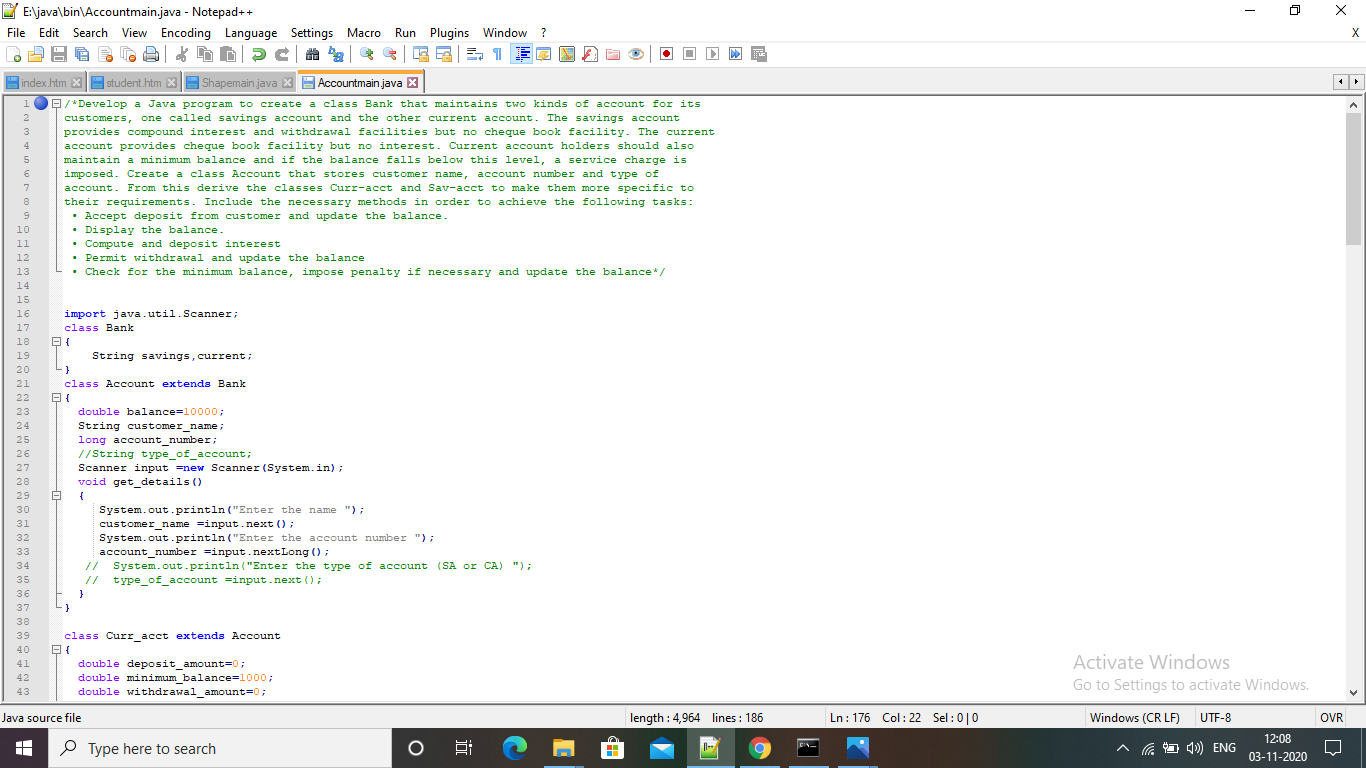 E:\java\bin\Accountmain.java - Notepad++
File Edit Search View Encoding Language Settings Macro Run Plugins Window ? X
index.htm student.htm Shapemain.java Accountmain.java
1 /*Develop a Java program to create a class Bank that maintains two kinds of account for its
2 customers, one called savings account and the other current account. The savings account
3 provides compound interest and withdrawal facilities but no cheque book facility. The current
4 account provides cheque book facility but no interest. Current account holders should also
5 maintain a minimum balance and if the balance falls below this level, a service charge is
6 imposed. Create a class Account that stores customer name, account number and type of
7 account. From this derive the classes Curr-acct and Sav-acct to make them more specific to
8 their requirements. Include the necessary methods in order to achieve the following tasks:
9 • Accept deposit from customer and update the balance.
10 • Display the balance.
11 • Compute and deposit interest
12 • Permit withdrawal and update the balance
13 • Check for the minimum balance, impose penalty if necessary and update the balance*/
14
15
16 import java.util.Scanner;
17 class Bank
18 {
19 String savings,current;
20 }
21 class Account extends Bank
22 {
23 double balance=10000;
24 String customer_name;
25 long account_number;
26 //String type_of_account;
27 Scanner input =new Scanner(System.in);
28 void get_details()
29 {
30 System.out.println("Enter the name ");
31 customer_name =input.next();
32 System.out.println("Enter the account number ");
33 account_number =input.nextLong();
34 // System.out.println("Enter the type of account (SA or CA) ");
35 // type_of_account =input.next();
36 }
37 }
38
39 class Curr_acct extends Account
40 {
41 double deposit_amount=0;
42 double minimum_balance=1000;
43 double withdrawal_amount=0;
Activate Windows
Go to Settings to activate Windows.
Java source file length : 4,964 lines : 186 Ln : 176 Col : 22 Sel : 0 | 0 Windows (CR LF) UTF-8 OVR
Type here to search ENG 12:08
03-11-2020